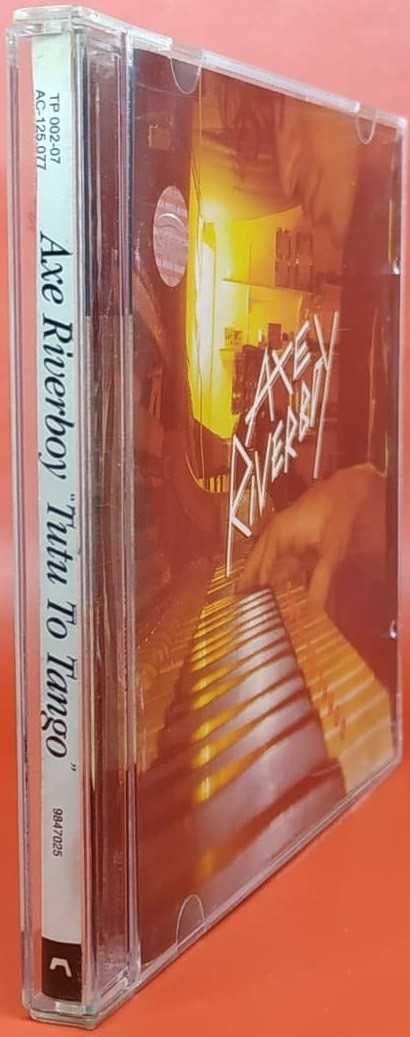 TP 002-07
AC-125.077
Axe Riverboy "Tutu To Tango"
9847025
AXE
RIVERBOY